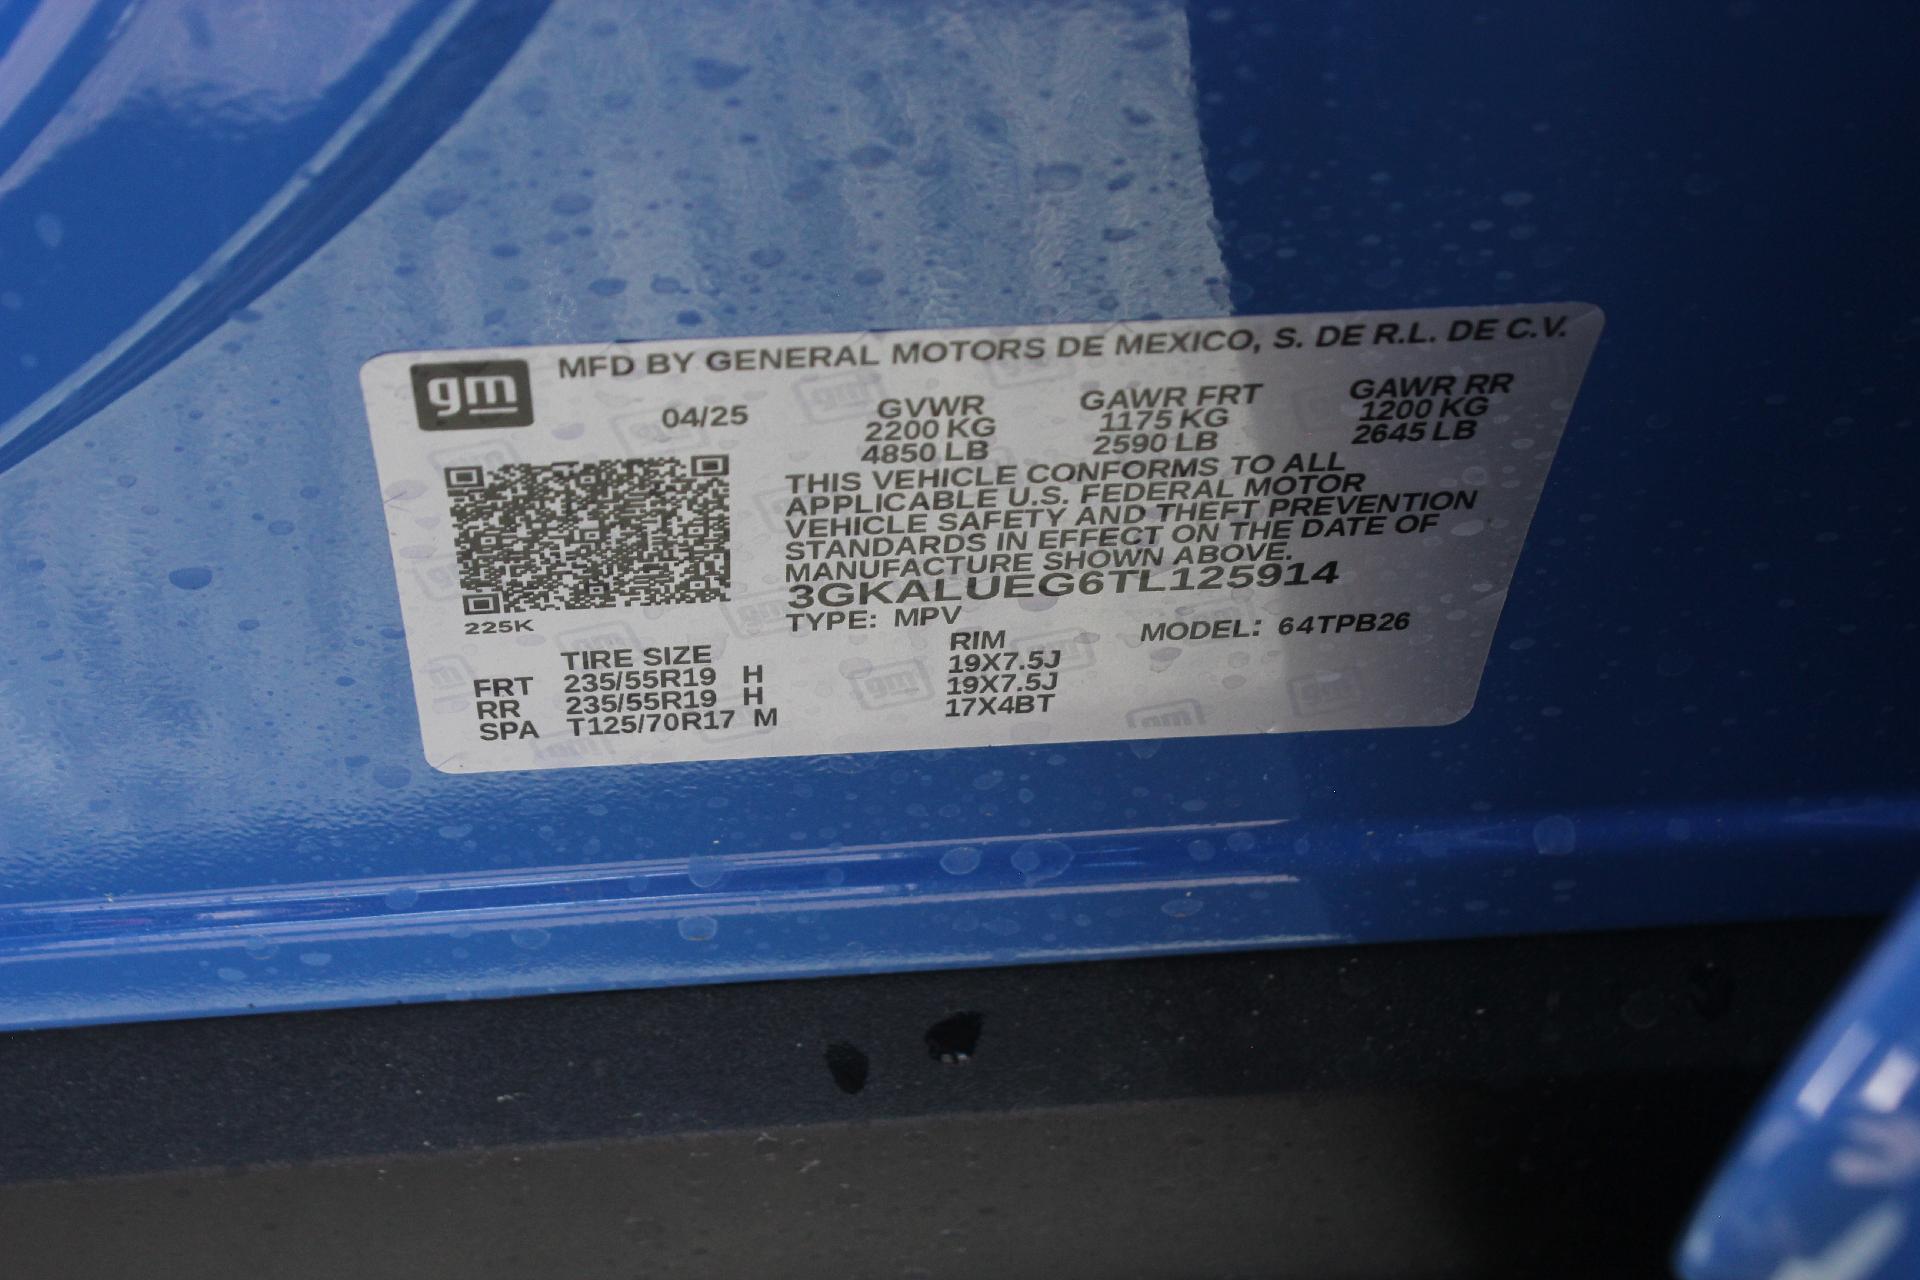 gm MFD BY GENERAL MOTORS DE MEXICO, S. DE R.L. DE C.V.
04/25 GVWR GAWR FRT GAWR RR
2200 KG 1175 KG 1200 KG
4850 LB 2590 LB 2645 LB
THIS VEHICLE CONFORMS TO ALL
APPLICABLE U.S. FEDERAL MOTOR
VEHICLE SAFETY AND THEFT PREVENTION
STANDARDS IN EFFECT ON THE DATE OF
MANUFACTURE SHOWN ABOVE.
3GKALUEG6TL125914
225K TYPE: MPV MODEL: 64TPB26
TIRE SIZE RIM
FRT 235/55R19 H 19X7.5J
RR 235/55R19 H 19X7.5J
SPA T125/70R17 M 17X4BT